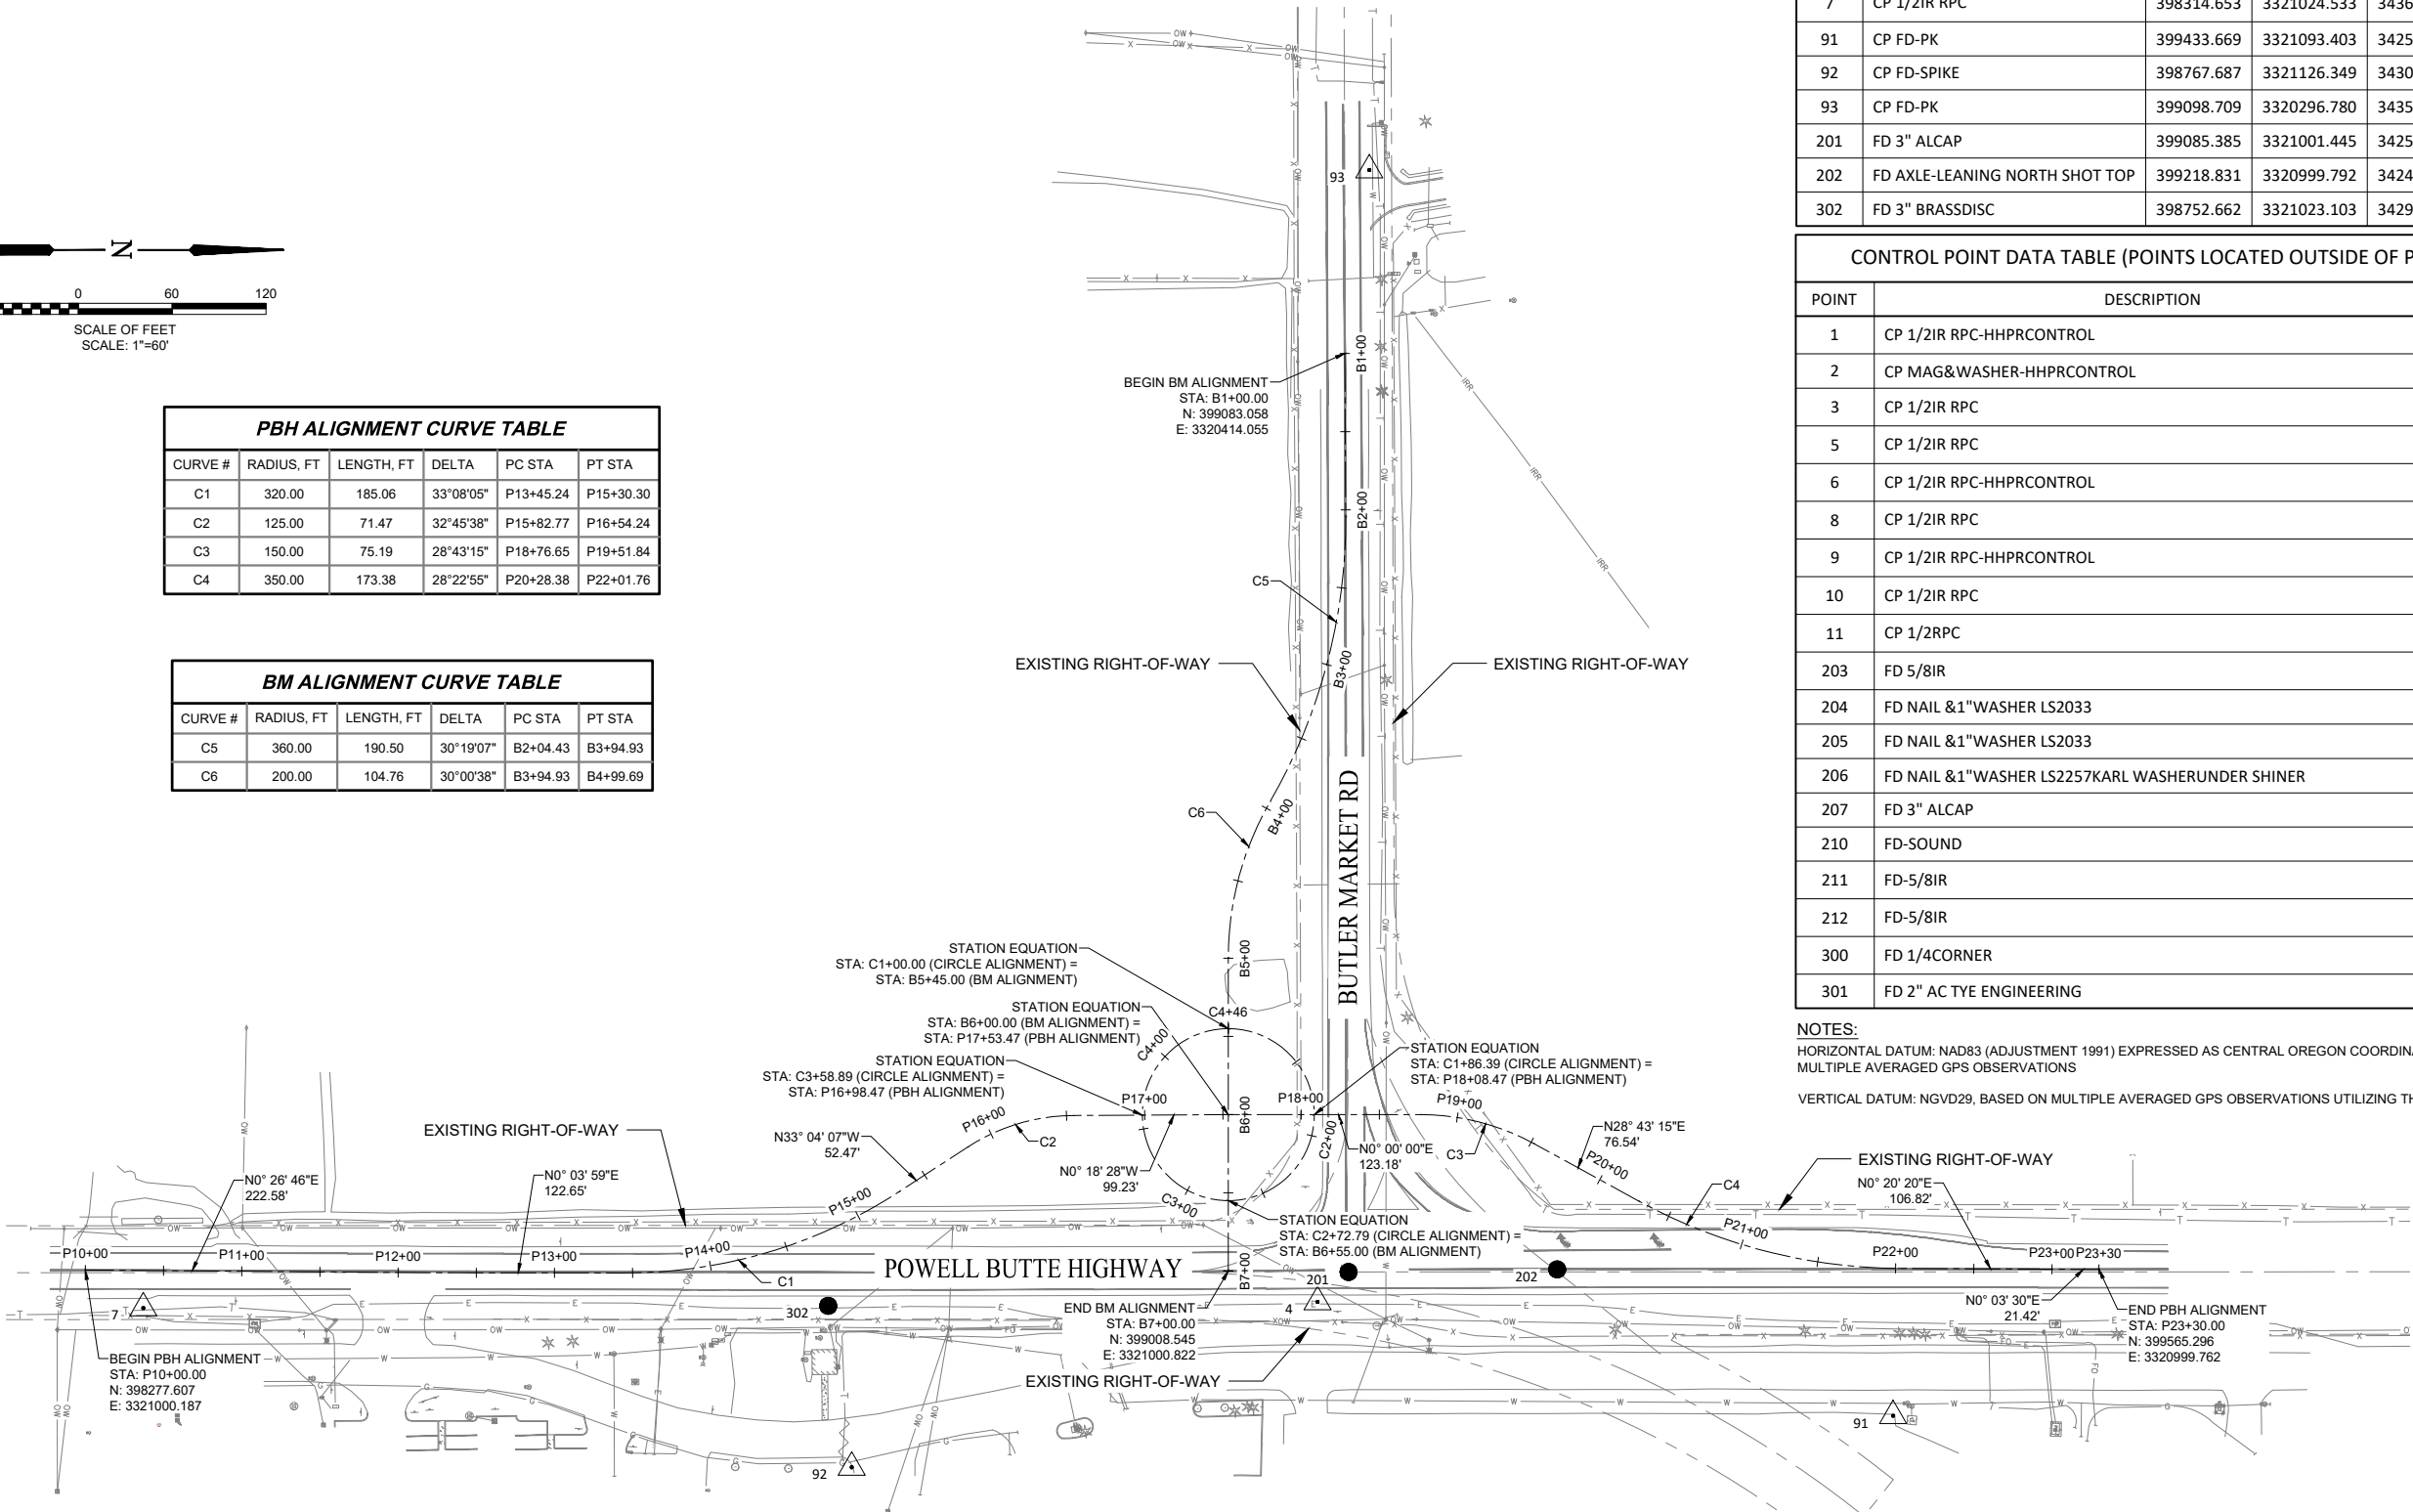 7 CP 1/2IR RPC 398314.653 3321024.533 3436
91 CP FD-PK 399433.669 3321093.403 3425
92 CP FD-SPIKE 398767.687 3321126.349 3430
93 CP FD-PK 399098.709 3320296.780 3435
201 FD 3" ALCAP 399085.385 3321001.445 3425
202 FD AXLE-LEANING NORTH SHOT TOP 399218.831 3320999.792 3424
302 FD 3" BRASSDISC 398752.662 3321023.103 3429
CONTROL POINT DATA TABLE (POINTS LOCATED OUTSIDE OF P
POINT DESCRIPTION
1 CP 1/2IR RPC-HHPRCONTROL
2 CP MAG&WASHER-HHPRCONTROL
3 CP 1/2IR RPC
5 CP 1/2IR RPC
6 CP 1/2IR RPC-HHPRCONTROL
8 CP 1/2IR RPC
9 CP 1/2IR RPC-HHPRCONTROL
10 CP 1/2IR RPC
11 CP 1/2RPC
203 FD 5/8IR
204 FD NAIL &1"WASHER LS2033
205 FD NAIL &1"WASHER LS2033
206 FD NAIL &1"WASHER LS2257KARL WASHERUNDER SHINER
207 FD 3" ALCAP
210 FD-SOUND
211 FD-5/8IR
212 FD-5/8IR
300 FD 1/4CORNER
301 FD 2" AC TYE ENGINEERING
NOTES:
HORIZONTAL DATUM: NAD83 (ADJUSTMENT 1991) EXPRESSED AS CENTRAL OREGON COORDINA
MULTIPLE AVERAGED GPS OBSERVATIONS
VERTICAL DATUM: NGVD29, BASED ON MULTIPLE AVERAGED GPS OBSERVATIONS UTILIZING TH
N
0 60 120
SCALE OF FEET
SCALE: 1"=60'
PBH ALIGNMENT CURVE TABLE
CURVE # RADIUS, FT LENGTH, FT DELTA PC STA PT STA
C1 320.00 185.06 33°08'05" P13+45.24 P15+30.30
C2 125.00 71.47 32°45'38" P15+82.77 P16+54.24
C3 150.00 75.19 28°43'15" P18+76.65 P19+51.84
C4 350.00 173.38 28°22'55" P20+28.38 P22+01.76
BM ALIGNMENT CURVE TABLE
CURVE # RADIUS, FT LENGTH, FT DELTA PC STA PT STA
C5 360.00 190.50 30°19'07" B2+04.43 B3+94.93
C6 200.00 104.76 30°00'38" B3+94.93 B4+99.69
93
BEGIN BM ALIGNMENT
STA: B1+00.00
N: 399083.058
E: 3320414.055
B1+00
B2+00
C5
B3+00
EXISTING RIGHT-OF-WAY
EXISTING RIGHT-OF-WAY
IRR
IRR
IRR
C6
B4+00
BUTLER MARKET RD
B5+00
STATION EQUATION
STA: C1+00.00 (CIRCLE ALIGNMENT) =
STA: B5+45.00 (BM ALIGNMENT)
STATION EQUATION
STA: B6+00.00 (BM ALIGNMENT) =
STA: P17+53.47 (PBH ALIGNMENT)
STATION EQUATION
STA: C3+58.89 (CIRCLE ALIGNMENT) =
STA: P16+98.47 (PBH ALIGNMENT)
C4+46
C4+00
STATION EQUATION
STA: C1+86.39 (CIRCLE ALIGNMENT) =
STA: P18+08.47 (PBH ALIGNMENT)
P17+00
P18+00
P19+00
P16+00
C2
B6+00
C2+00
C3+00
N33° 04' 07"W
52.47'
N0° 18' 28"W
99.23'
N0° 00' 00"E
123.18'
C3
N28° 43' 15"E
76.54'
P20+00
EXISTING RIGHT-OF-WAY
EXISTING RIGHT-OF-WAY
N0° 26' 46"E
222.58'
N0° 03' 59"E
122.65'
P15+00
C4
N0° 20' 20"E
106.82'
STATION EQUATION
STA: C2+72.79 (CIRCLE ALIGNMENT) =
STA: B6+55.00 (BM ALIGNMENT)
P21+00
P10+00 P11+00 P12+00 P13+00 P14+00
C1
POWELL BUTTE HIGHWAY
B7+00
201
202
P22+00 P23+00 P23+30
7
302
4
END BM ALIGNMENT
STA: B7+00.00
N: 399008.545
E: 3321000.822
N0° 03' 30"E
21.42'
END PBH ALIGNMENT
STA: P23+30.00
N: 399565.296
E: 3320999.762
BEGIN PBH ALIGNMENT
STA: P10+00.00
N: 398277.607
E: 3321000.187
EXISTING RIGHT-OF-WAY
91
92